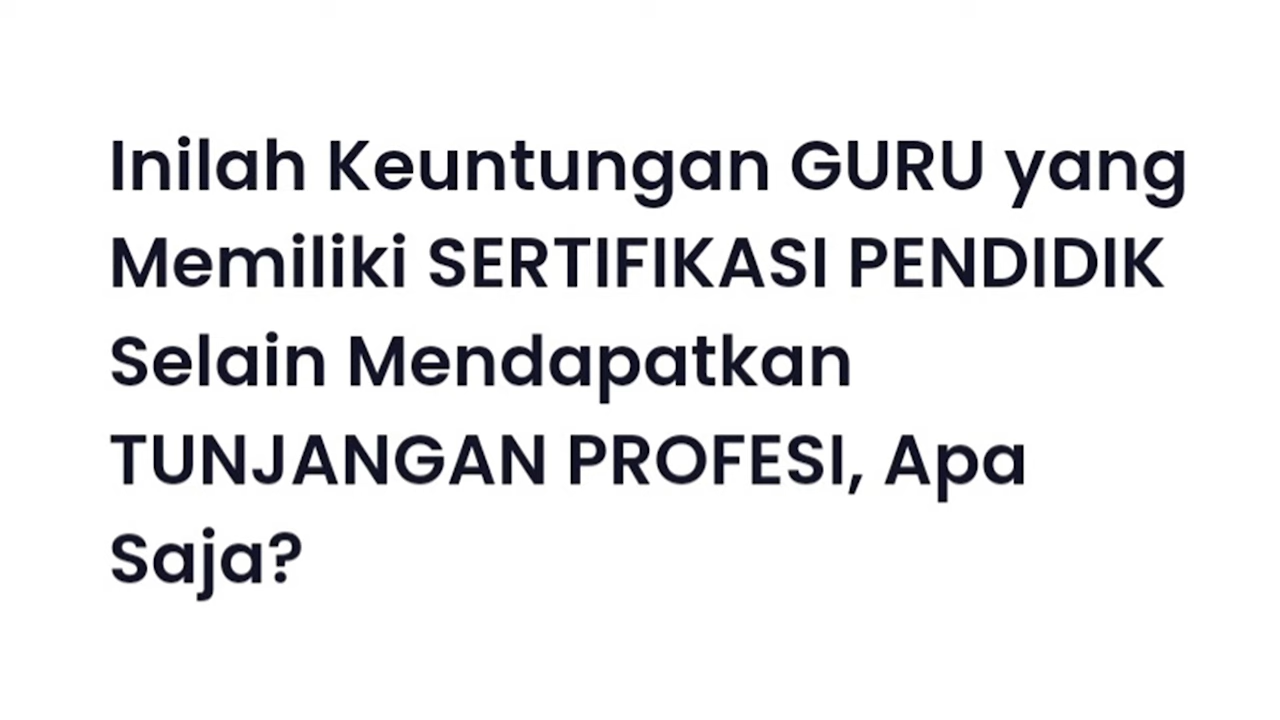 Inilah Keuntungan GURU yang
Memiliki SERTIFIKASI PENDIDIK
Selain Mendapatkan
TUNJANGAN PROFESI, Apa
Saja?